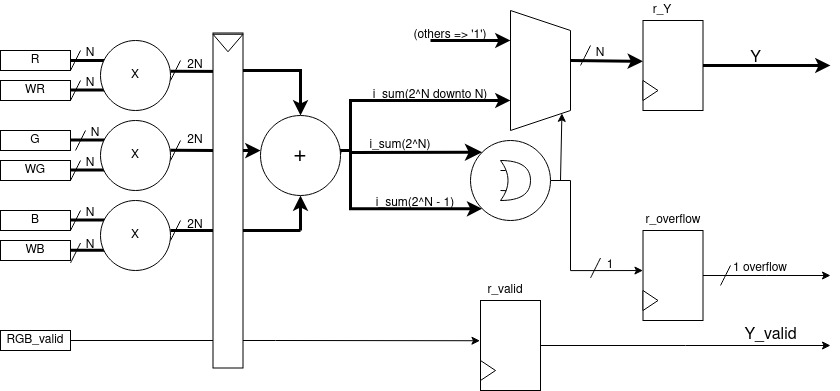 r_Y
(others => '1')
R
N
X
2N
N
Y
WR
N
i_sum(2^N downto N)
G
N
X
2N
+
i_sum(2^N)
WG
N
i_sum(2^N - 1)
B
N
X
2N
r_overflow
WB
N
1
1 overflow
r_valid
RGB_valid
Y_valid